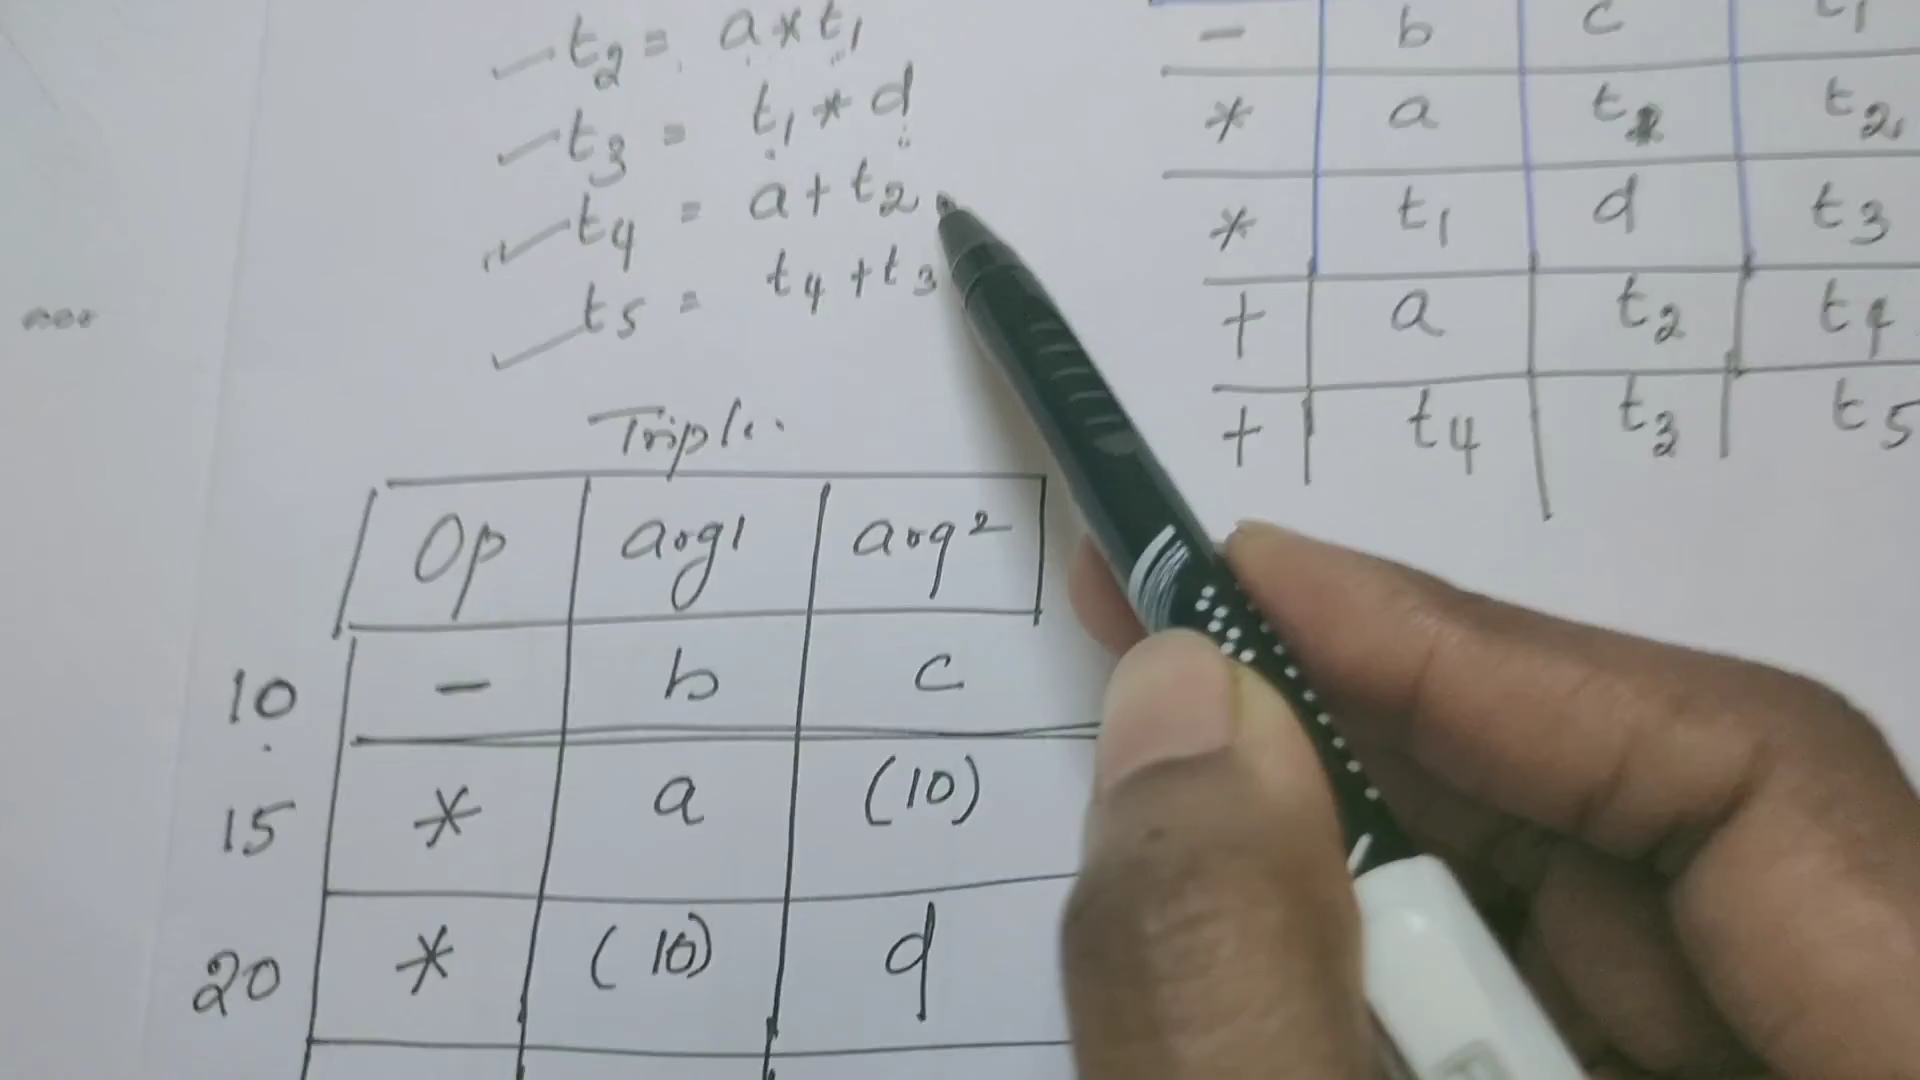 t2 = a * t1
t3 = t1 * d
t4 = a + t2
t5 = t4 + t3
- b c t1
* a t2
* t1 d t3
+ a t2 t4
+ t4 t3 t5
Triple.
Op arg1 arg2
10 - b c
15 * a (10)
20 * (10) d